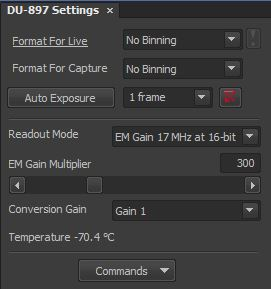 DU-897 Settings ×
Format For Live No Binning !
Format For Capture No Binning
Auto Exposure 1 frame
Readout Mode EM Gain 17 MHz at 16-bit
EM Gain Multiplier 300
Conversion Gain Gain 1
Temperature -70.4 °C
Commands